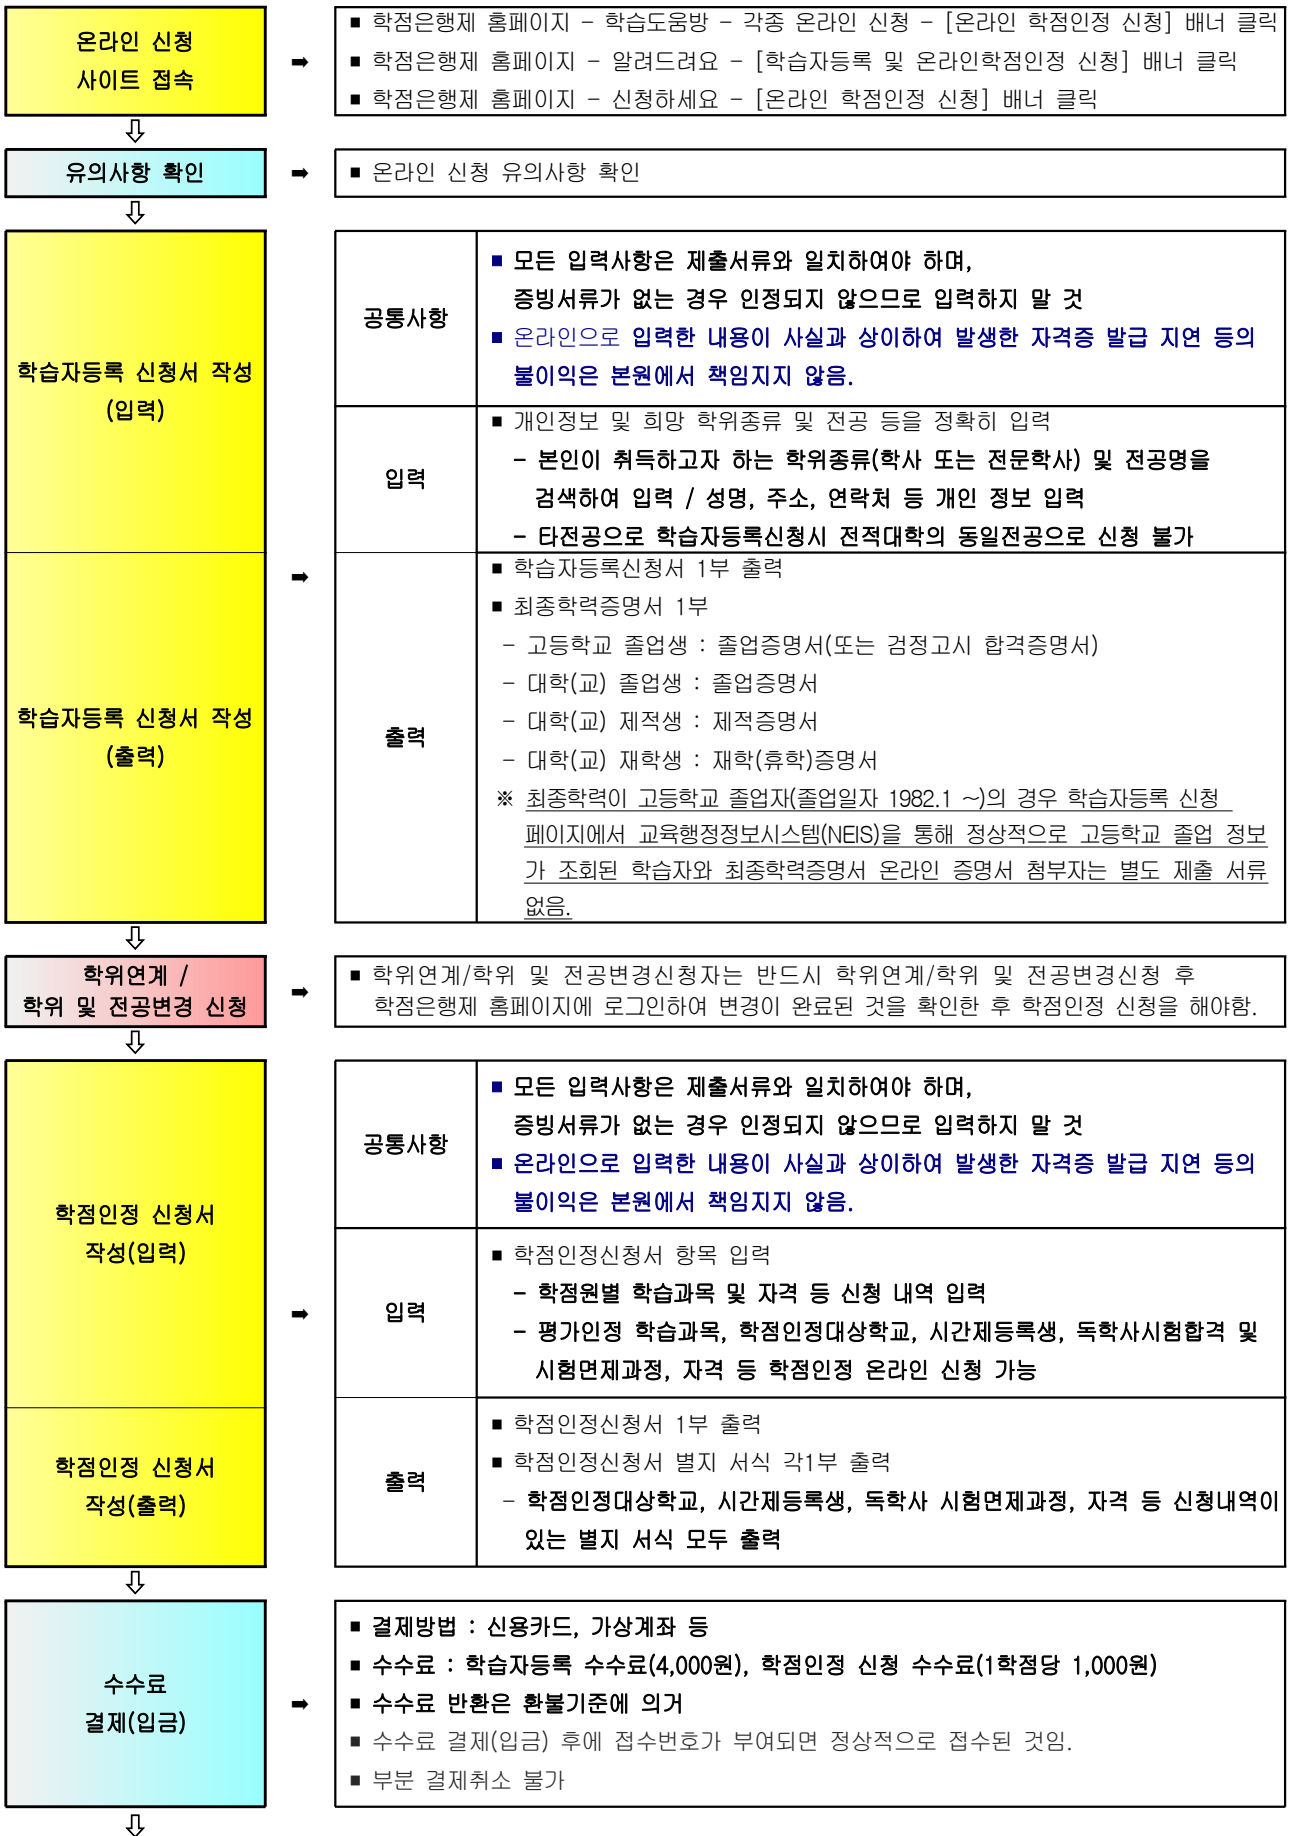 온라인 신청
사이트 접속
➡
■ 학점은행제 홈페이지 - 학습도움방 - 각종 온라인 신청 - [온라인 학점인정 신청] 배너 클릭
■ 학점은행제 홈페이지 - 알려드려요 - [학습자등록 및 온라인학점인정 신청] 배너 클릭
■ 학점은행제 홈페이지 - 신청하세요 - [온라인 학점인정 신청] 배너 클릭
⇩
유의사항 확인
➡
■ 온라인 신청 유의사항 확인
⇩
학습자등록 신청서 작성
(입력)
학습자등록 신청서 작성
(출력)
➡
공통사항
■ 모든 입력사항은 제출서류와 일치하여야 하며,
증빙서류가 없는 경우 인정되지 않으므로 입력하지 말 것
■ 온라인으로 입력한 내용이 사실과 상이하여 발생한 자격증 발급 지연 등의
불이익은 본원에서 책임지지 않음.
입력
■ 개인정보 및 희망 학위종류 및 전공 등을 정확히 입력
- 본인이 취득하고자 하는 학위종류(학사 또는 전문학사) 및 전공명을
검색하여 입력 / 성명, 주소, 연락처 등 개인 정보 입력
- 타전공으로 학습자등록신청시 전적대학의 동일전공으로 신청 불가
출력
■ 학습자등록신청서 1부 출력
■ 최종학력증명서 1부
- 고등학교 졸업생 : 졸업증명서(또는 검정고시 합격증명서)
- 대학(교) 졸업생 : 졸업증명서
- 대학(교) 제적생 : 제적증명서
- 대학(교) 재학생 : 재학(휴학)증명서
※ 최종학력이 고등학교 졸업자(졸업일자 1982.1 ~)의 경우 학습자등록 신청
페이지에서 교육행정정보시스템(NEIS)을 통해 정상적으로 고등학교 졸업 정보
가 조회된 학습자와 최종학력증명서 온라인 증명서 첨부자는 별도 제출 서류
없음.
⇩
학위연계 /
학위 및 전공변경 신청
➡
■ 학위연계/학위 및 전공변경신청자는 반드시 학위연계/학위 및 전공변경신청 후
학점은행제 홈페이지에 로그인하여 변경이 완료된 것을 확인한 후 학점인정 신청을 해야함.
⇩
학점인정 신청서
작성(입력)
학점인정 신청서
작성(출력)
➡
공통사항
■ 모든 입력사항은 제출서류와 일치하여야 하며,
증빙서류가 없는 경우 인정되지 않으므로 입력하지 말 것
■ 온라인으로 입력한 내용이 사실과 상이하여 발생한 자격증 발급 지연 등의
불이익은 본원에서 책임지지 않음.
입력
■ 학점인정신청서 항목 입력
- 학점원별 학습과목 및 자격 등 신청 내역 입력
- 평가인정 학습과목, 학점인정대상학교, 시간제등록생, 독학사시험합격 및
시험면제과정, 자격 등 학점인정 온라인 신청 가능
출력
■ 학점인정신청서 1부 출력
■ 학점인정신청서 별지 서식 각1부 출력
- 학점인정대상학교, 시간제등록생, 독학사 시험면제과정, 자격 등 신청내역이
있는 별지 서식 모두 출력
⇩
수수료
결제(입금)
➡
■ 결제방법 : 신용카드, 가상계좌 등
■ 수수료 : 학습자등록 수수료(4,000원), 학점인정 신청 수수료(1학점당 1,000원)
■ 수수료 반환은 환불기준에 의거
■ 수수료 결제(입금) 후에 접수번호가 부여되면 정상적으로 접수된 것임.
■ 부분 결제취소 불가
⇩